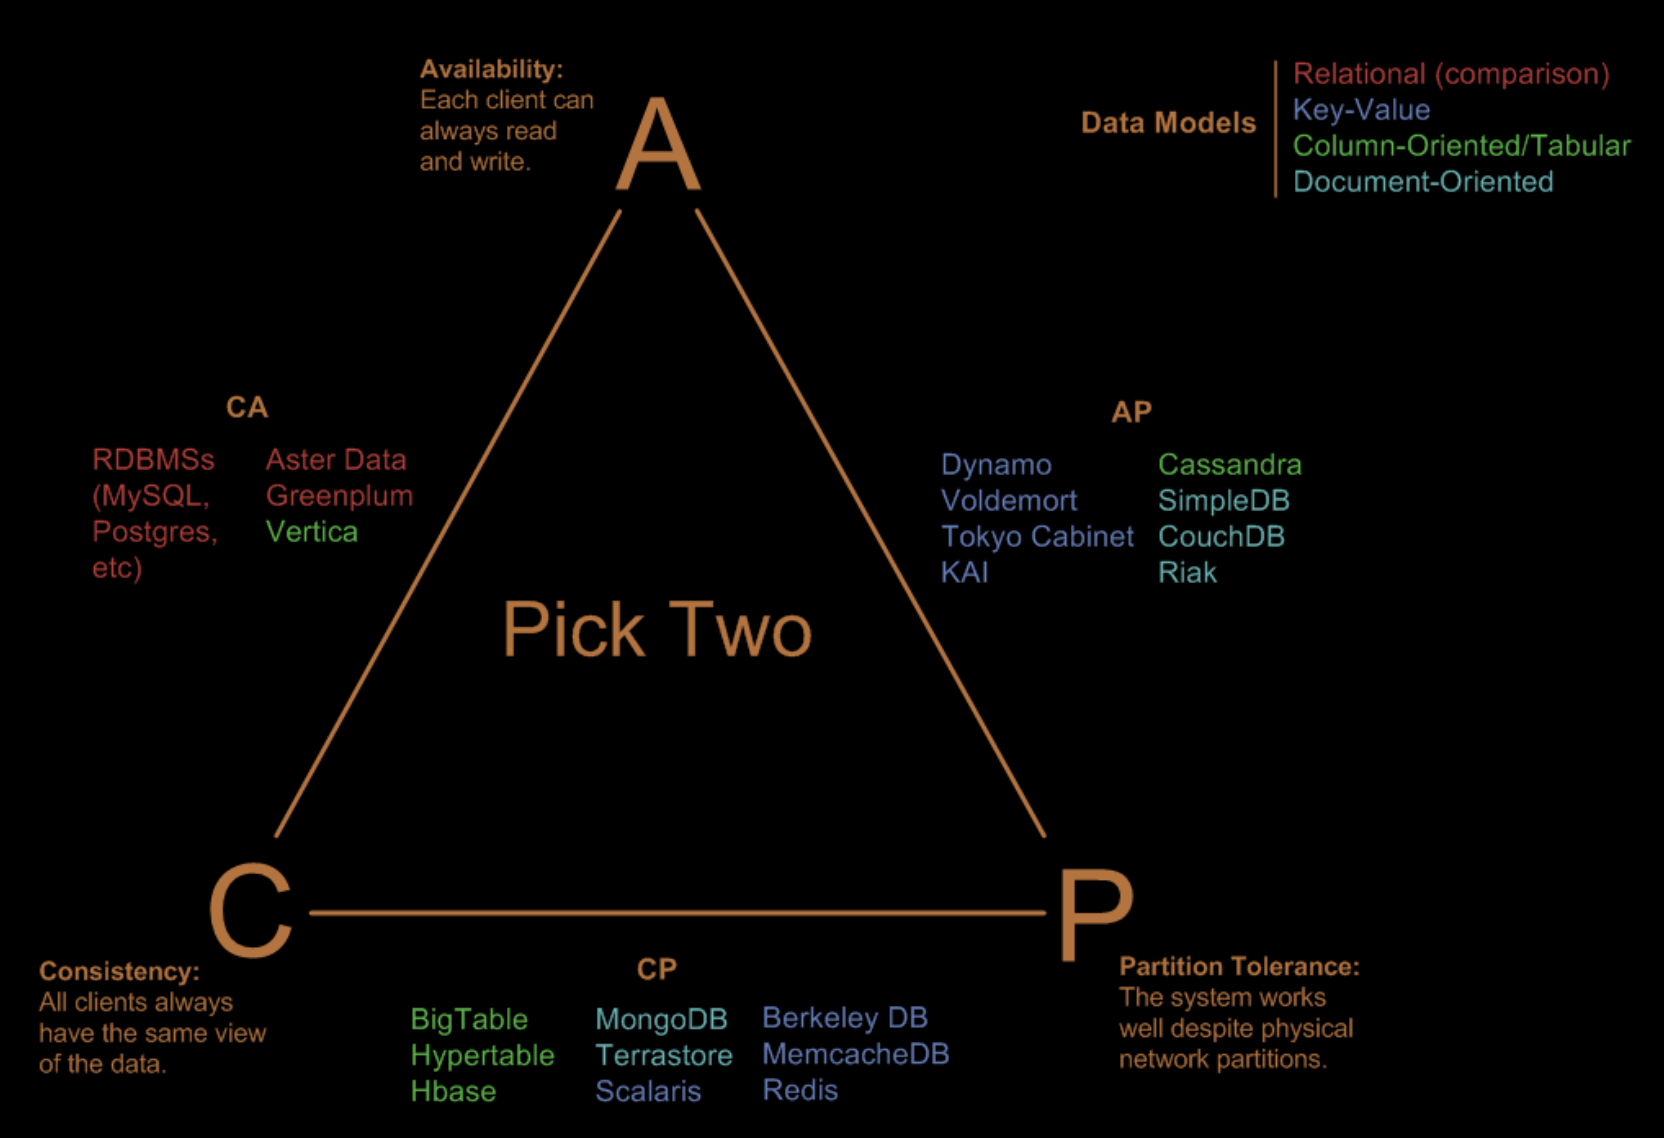 Availability:
Each client can
always read
and write.
A
Data Models
Relational (comparison)
Key-Value
Column-Oriented/Tabular
Document-Oriented
CA
RDBMSs
(MySQL,
Postgres,
etc)
Aster Data
Greenplum
Vertica
AP
Dynamo
Voldemort
Tokyo Cabinet
KAI
Cassandra
SimpleDB
CouchDB
Riak
Pick Two
C
Consistency:
All clients always
have the same view
of the data.
P
Partition Tolerance:
The system works
well despite physical
network partitions.
CP
BigTable
Hypertable
Hbase
MongoDB
Terrastore
Scalaris
Berkeley DB
MemcacheDB
Redis